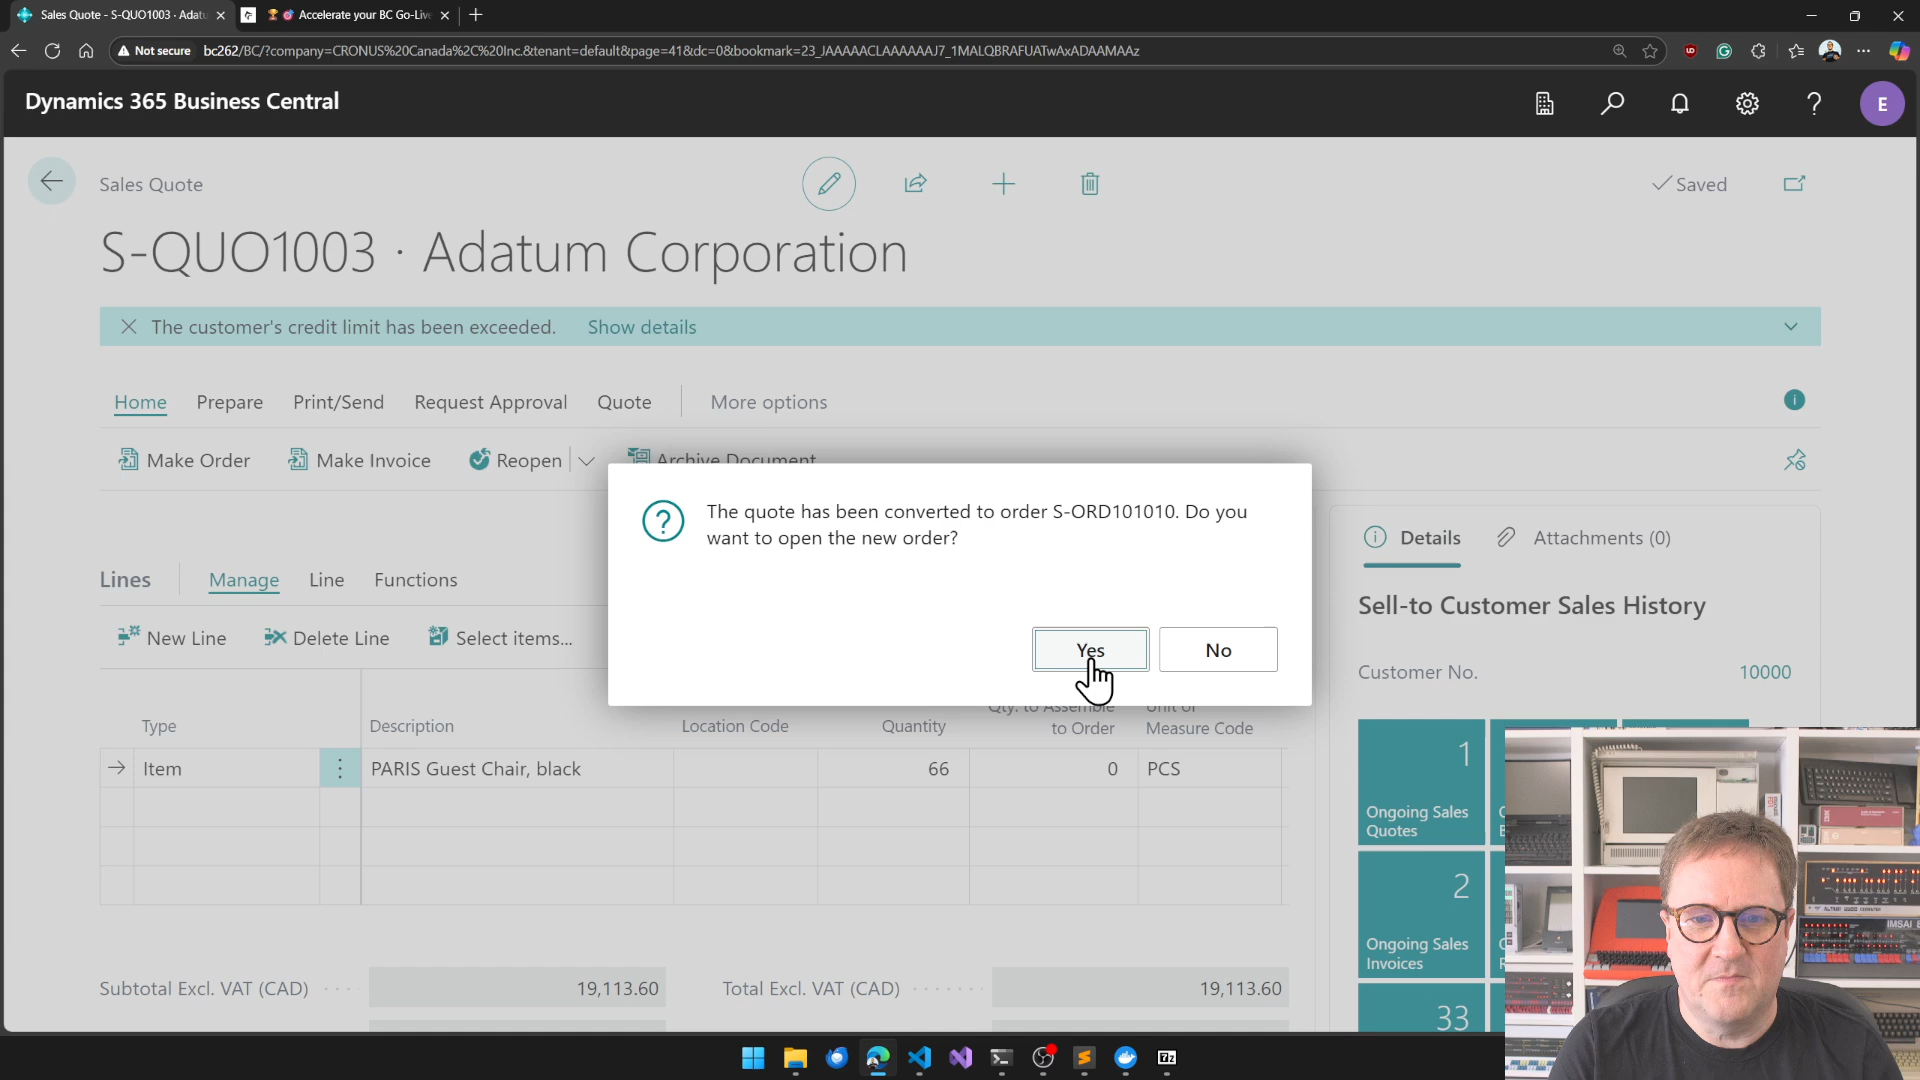 Sales Quote - S-QUO1003 · Adatu
🏆 🎯 Accelerate your BC Go-Live
Not secure
bc262/BC/?company=CRONUS%20Canada%2C%20Inc.&tenant=default&page=41&dc=0&bookmark=23_JAAAAACLAAAAAAJ7_1MALQBRAFUATwAxADAAMAAz
Dynamics 365 Business Central
E
Sales Quote
Saved
S-QUO1003 · Adatum Corporation
The customer's credit limit has been exceeded. Show details
Home Prepare Print/Send Request Approval Quote More options
Make Order Make Invoice Reopen Archive Document
The quote has been converted to order S-ORD101010. Do you
want to open the new order?
Yes No
Details Attachments (0)
Lines Manage Line Functions
Sell-to Customer Sales History
New Line Delete Line Select items...
Customer No. 10000
Type Description Location Code Quantity Qty. to Assemble
to Order Unit of
Measure Code
Item PARIS Guest Chair, black 66 0 PCS
1
Ongoing Sales
Quotes
2
Ongoing Sales
Invoices
33
Subtotal Excl. VAT (CAD) 19,113.60 Total Excl. VAT (CAD) 19,113.60
IMSAI